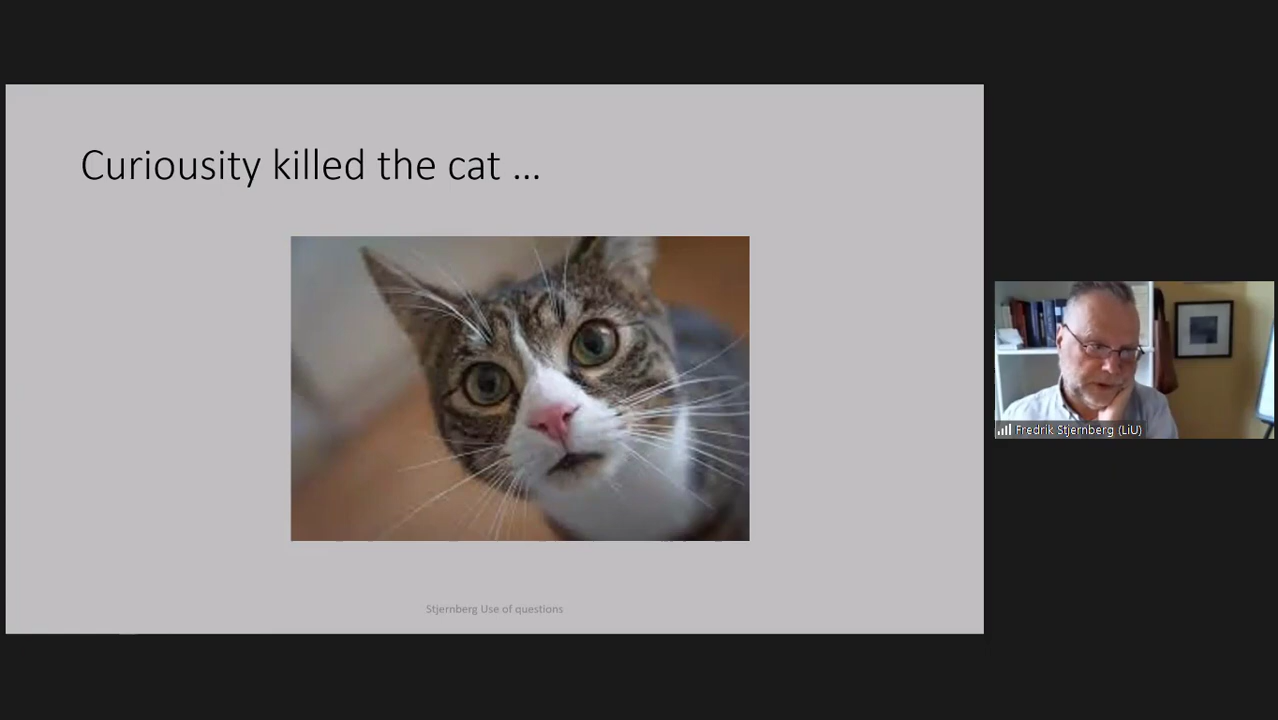 Curiousity killed the cat ...
Fredrik Stjernberg (LiU)
Stjernberg Use of questions